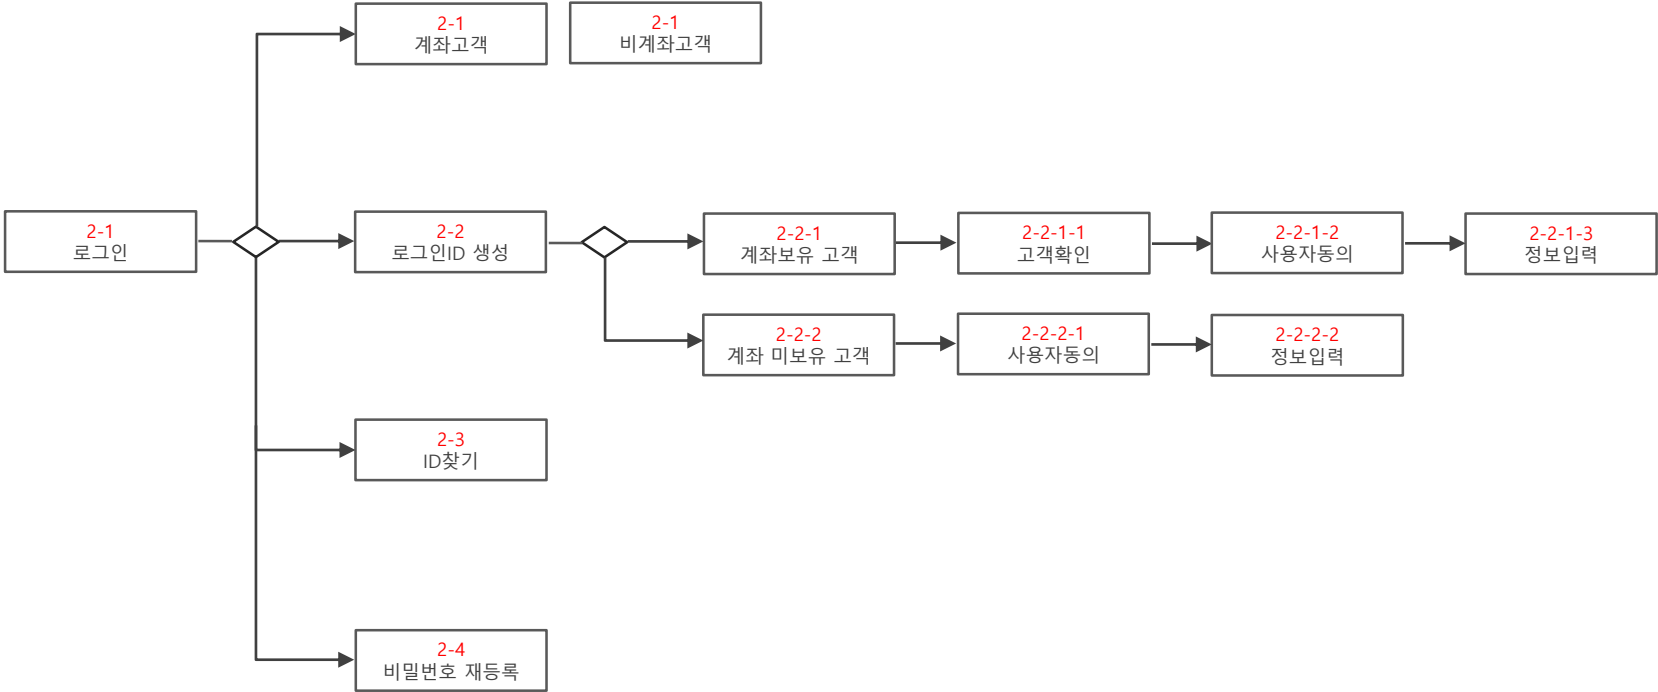 2-1
계좌고객
2-1
비계좌고객
2-1
로그인
2-2
로그인ID 생성
2-2-1
계좌보유 고객
2-2-1-1
고객확인
2-2-1-2
사용자동의
2-2-1-3
정보입력
2-2-2
계좌 미보유 고객
2-2-2-1
사용자동의
2-2-2-2
정보입력
2-3
ID찾기
2-4
비밀번호 재등록